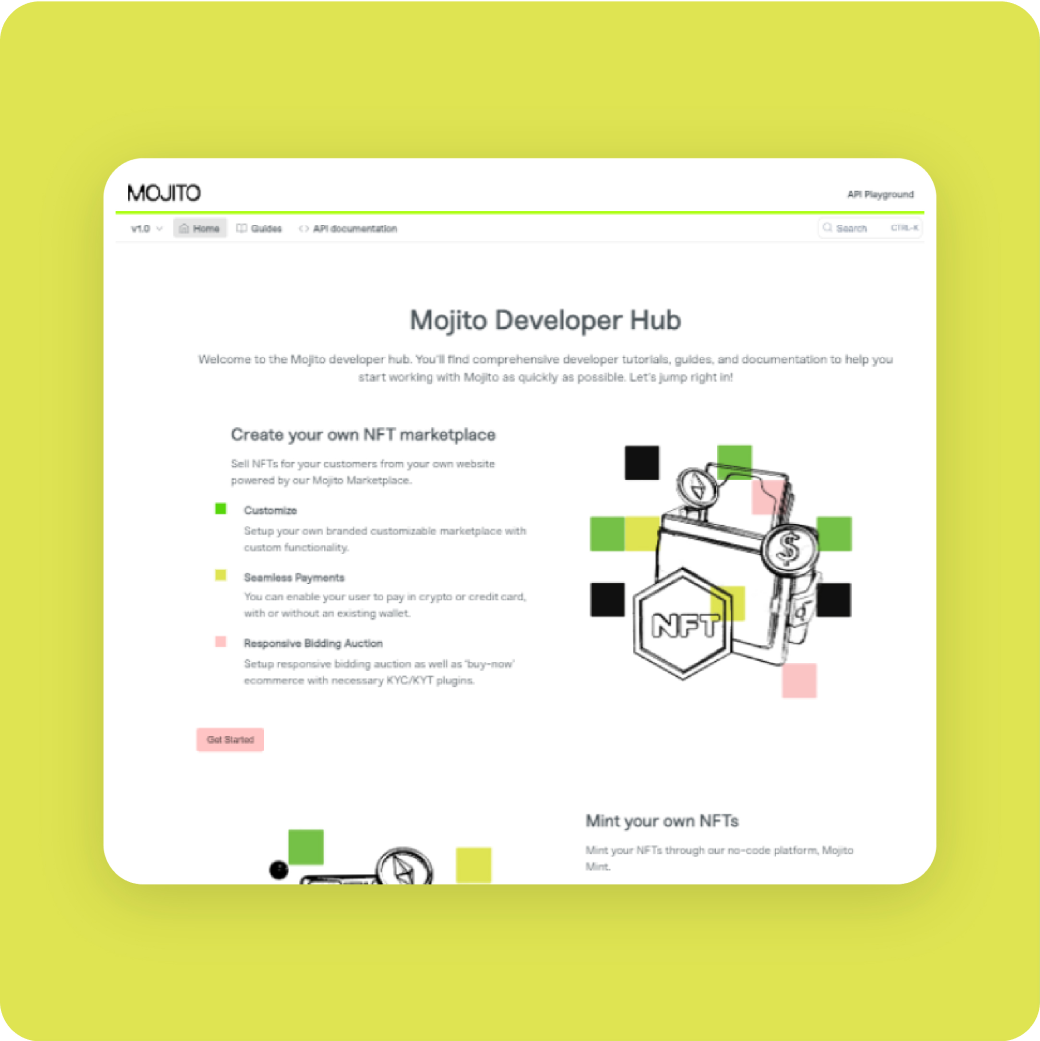 MOJITO
API Playground
v1.0 Home Guides API documentation Search CTRL-K
Mojito Developer Hub
Welcome to the Mojito developer hub. You'll find comprehensive developer tutorials, guides, and documentation to help you
start working with Mojito as quickly as possible. Let's jump right in!
Create your own NFT marketplace
Sell NFTs for your customers from your own website
powered by our Mojito Marketplace.
Customize
Setup your own branded customizable marketplace with
custom functionality.
Seamless Payments
You can enable your user to pay in crypto or credit card,
with or without an existing wallet.
Responsive Bidding Auction
Setup responsive bidding auction as well as 'buy-now'
ecommerce with necessary KYC/KYT plugins.
$
NFT
Get Started
Mint your own NFTs
Mint your NFTs through our no-code platform, Mojito
Mint.